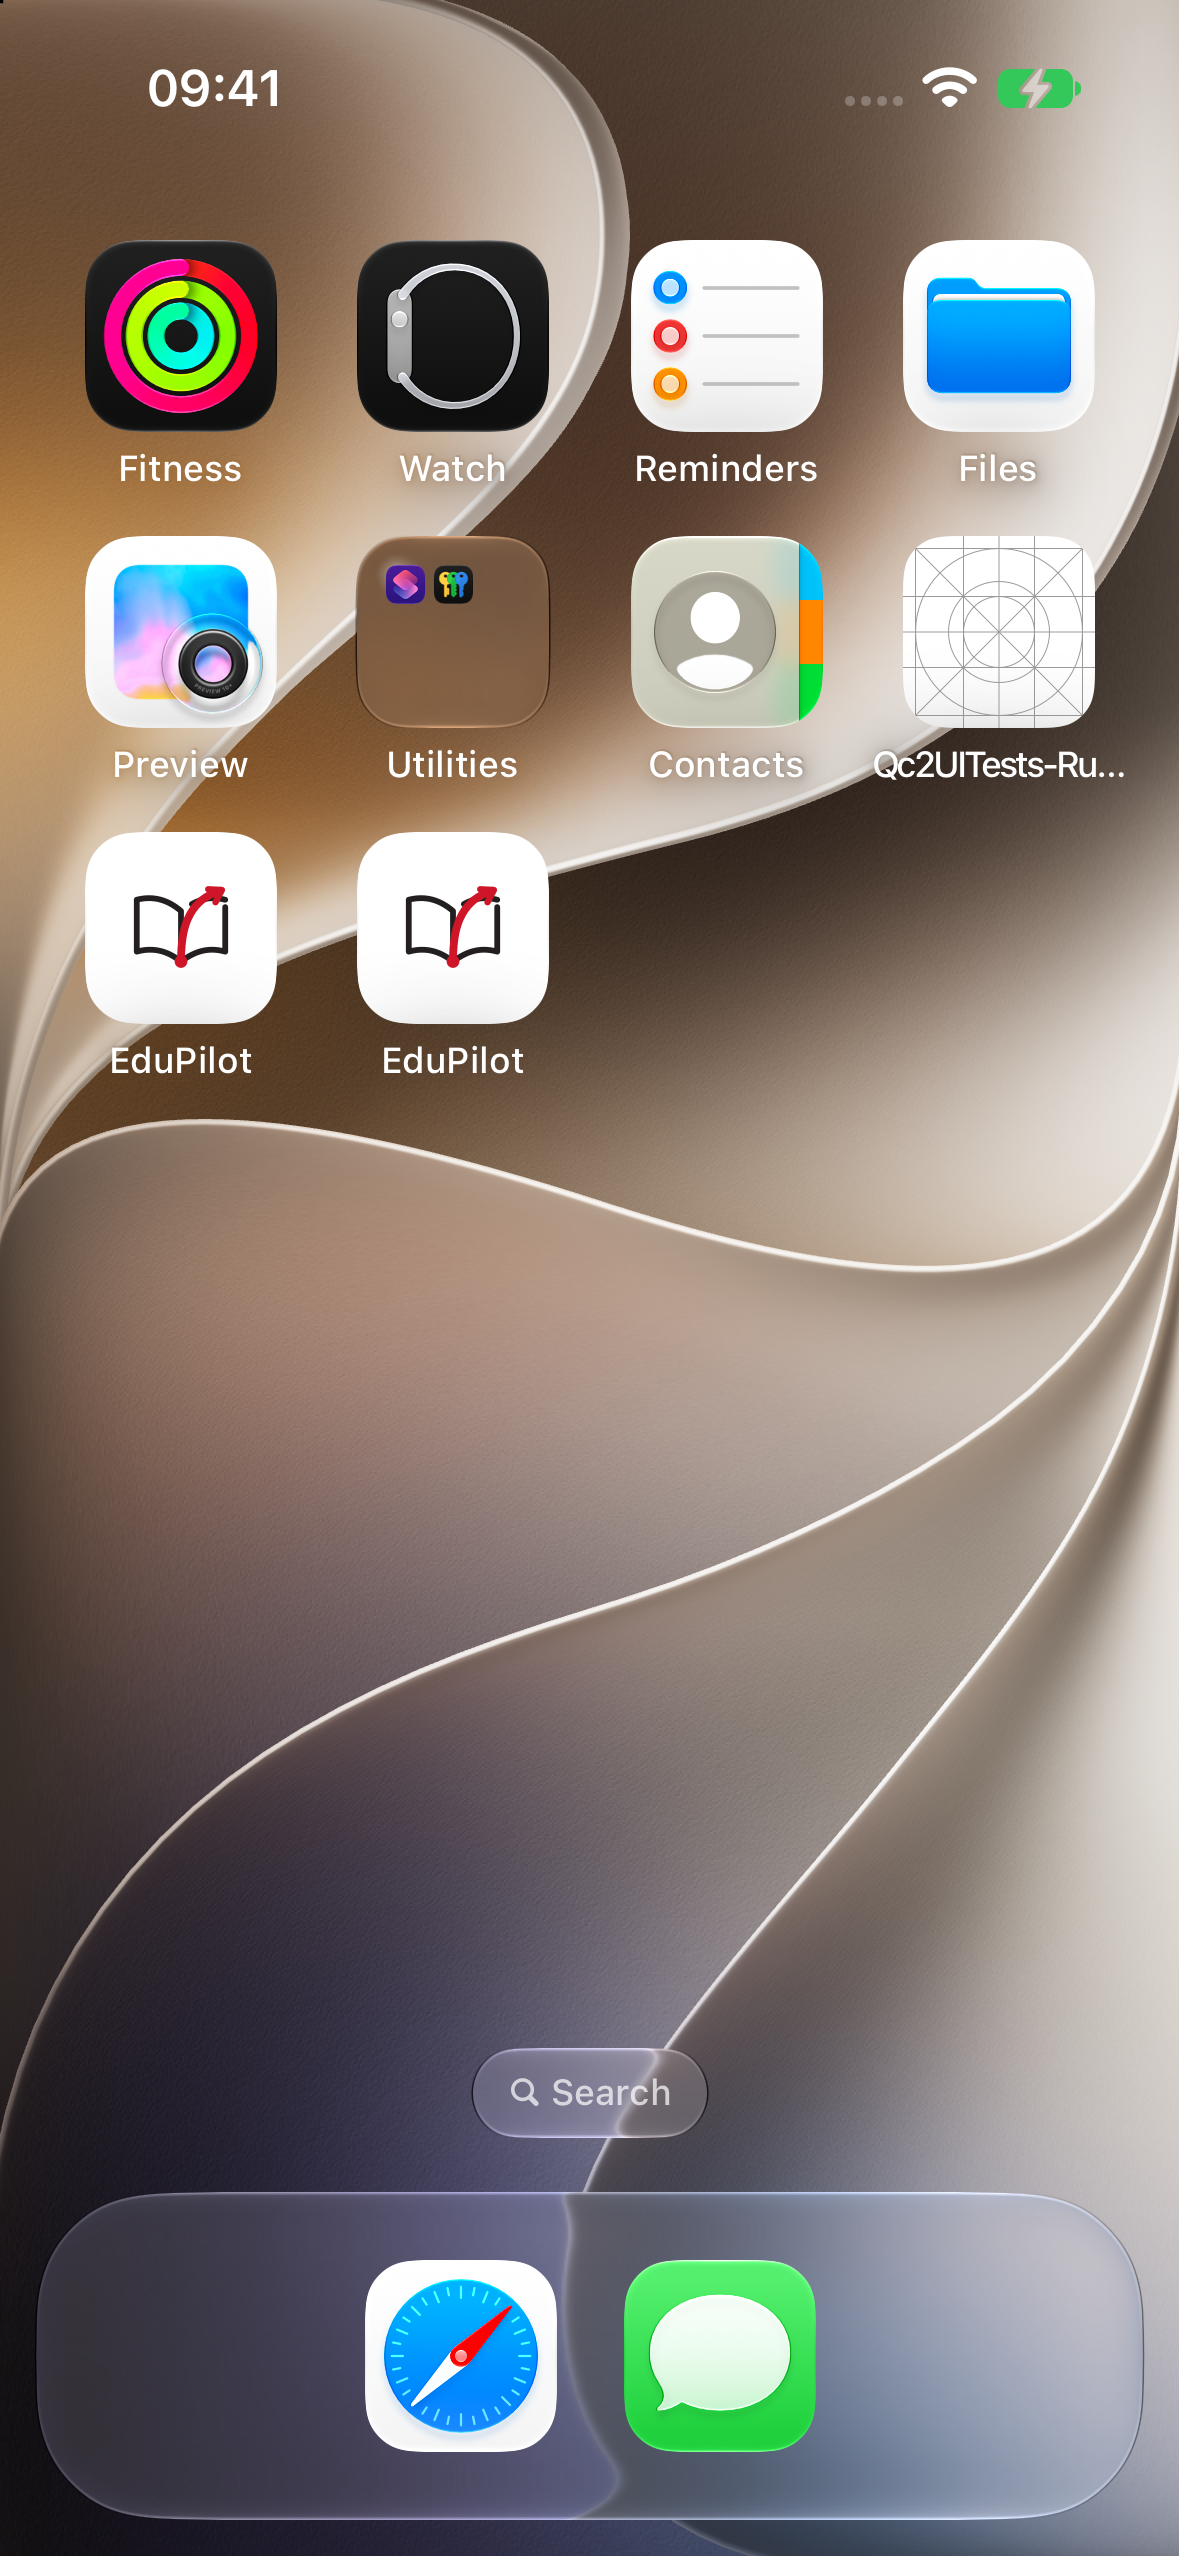 09:41
Fitness
Watch
Reminders
Files
Preview
Utilities
Contacts
Qc2UITests-Ru...
EduPilot
EduPilot
Search